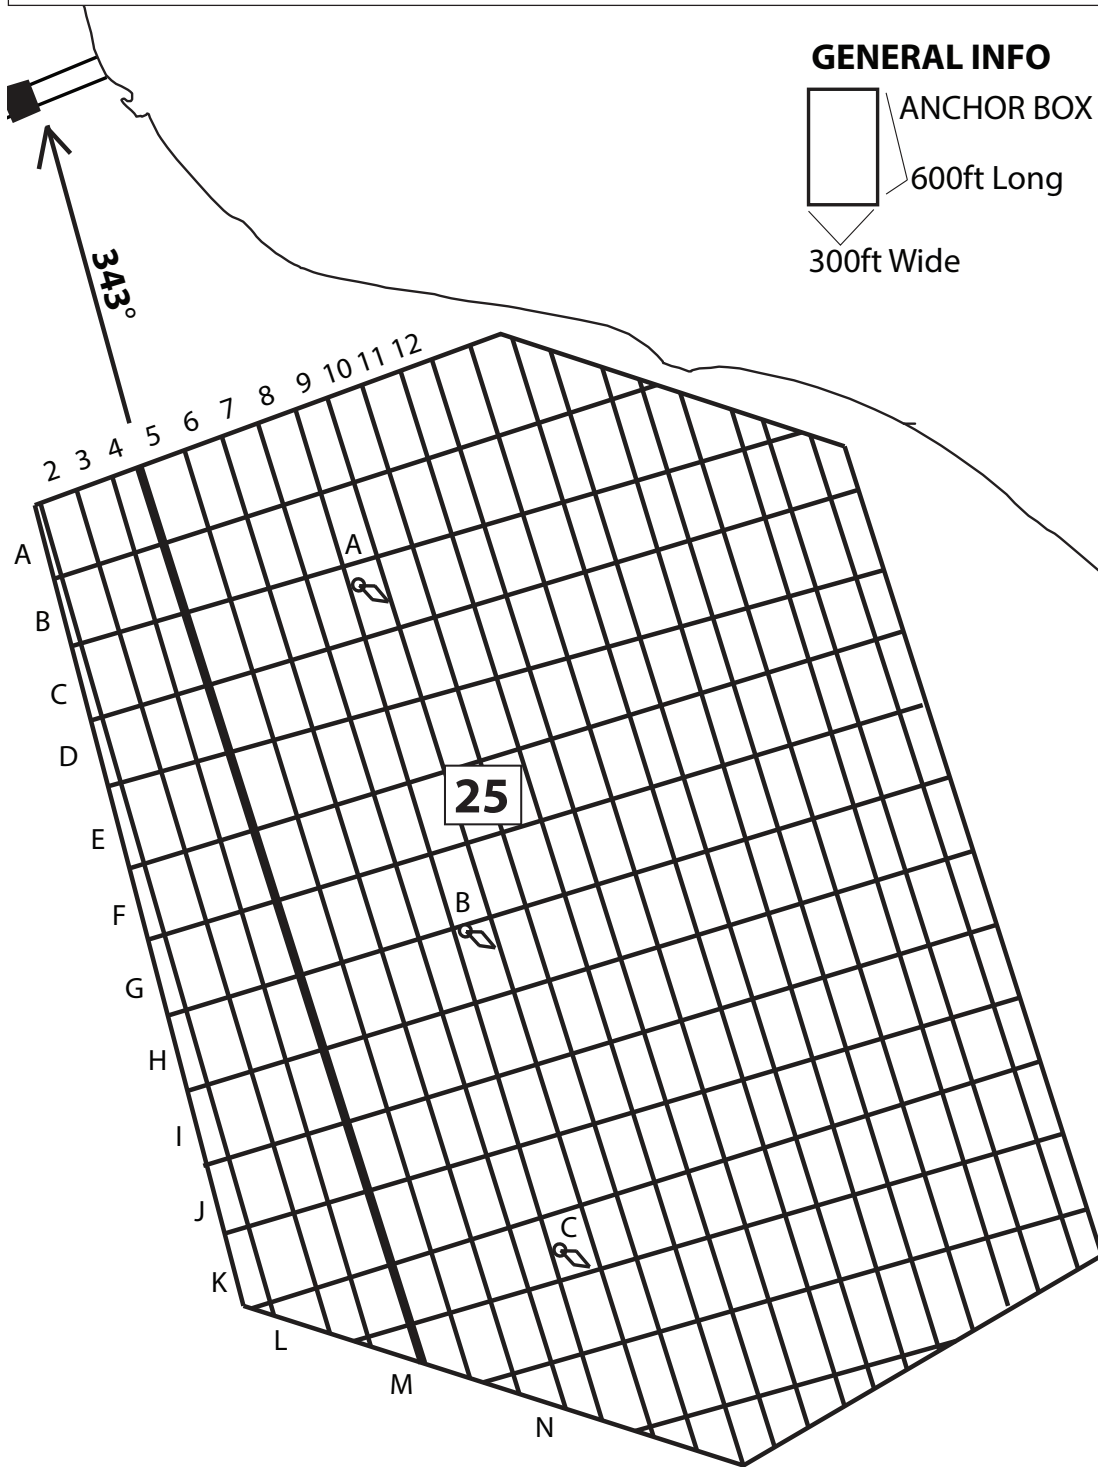 GENERAL INFO
ANCHOR BOX
600ft Long
300ft Wide
343°
2 3 4 5 6 7 8 9 10 11 12
A
B
C
D
E
F
G
H
I
J
K
L
M
N
A
25
B
C